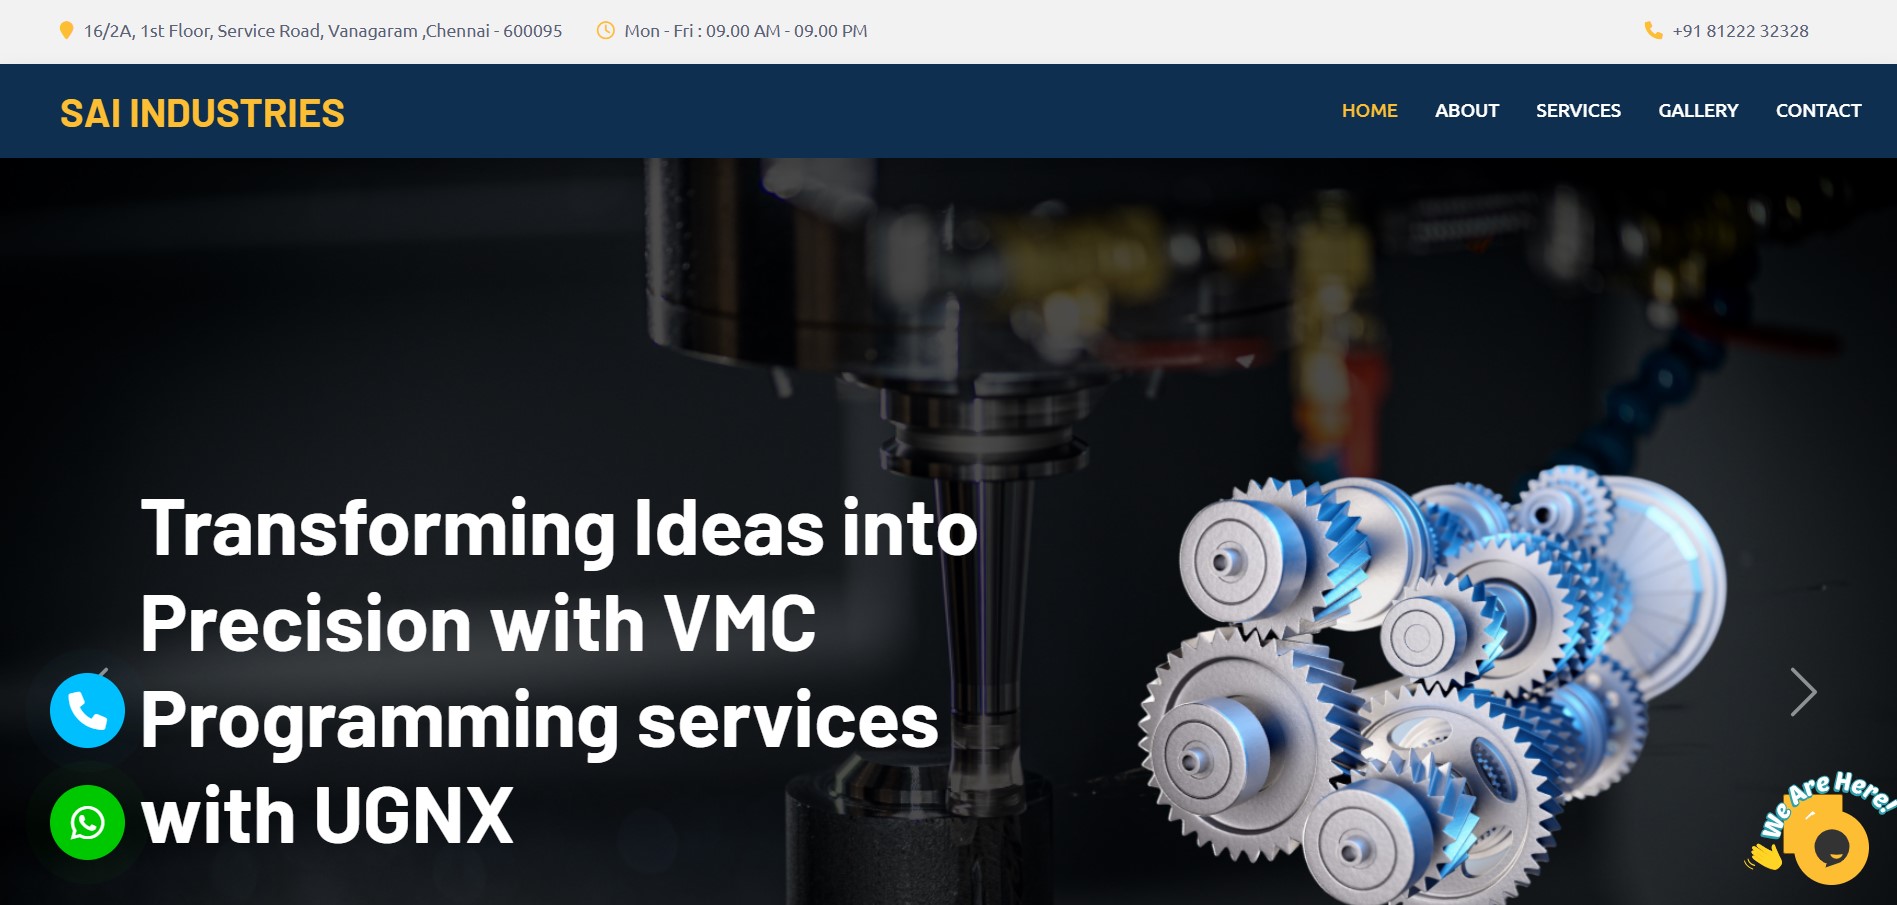 16/2A, 1st Floor, Service Road, Vanagaram ,Chennai - 600095
Mon - Fri : 09.00 AM - 09.00 PM
+91 81222 32328
SAI INDUSTRIES
HOME
ABOUT
SERVICES
GALLERY
CONTACT
Transforming Ideas into
Precision with VMC
Programming services
with UGNX
We Are Here!